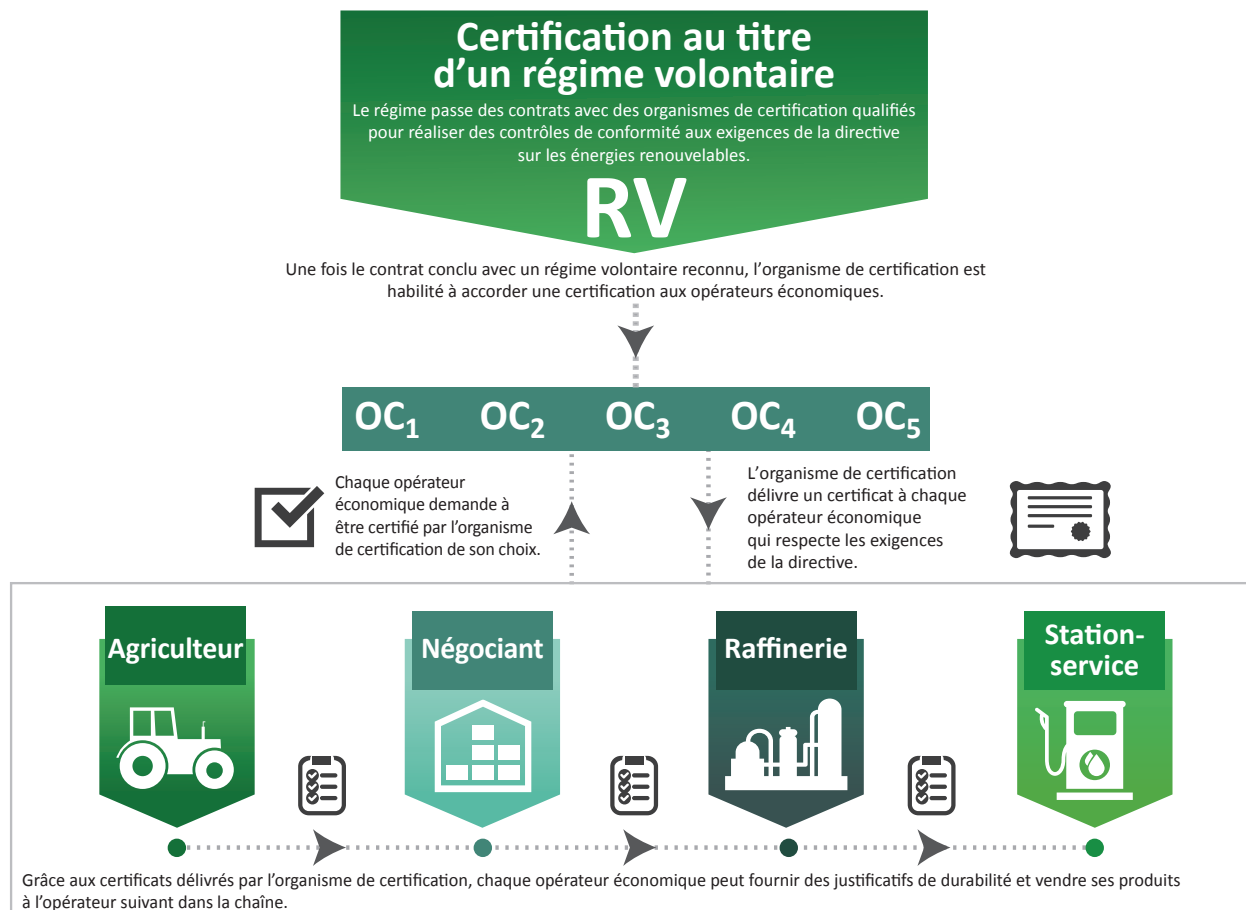 Certification au titre
d’un régime volontaire
Le régime passe des contrats avec des organismes de certification qualifiés
pour réaliser des contrôles de conformité aux exigences de la directive
sur les énergies renouvelables.
RV
Une fois le contrat conclu avec un régime volontaire reconnu, l’organisme de certification est
habilité à accorder une certification aux opérateurs économiques.
OC1 OC2 OC3 OC4 OC5
Chaque opérateur
économique demande à
être certifié par l’organisme
de certification de son choix.
L’organisme de certification
délivre un certificat à chaque
opérateur économique
qui respecte les exigences
de la directive.
Agriculteur
Négociant
Raffinerie
Station-
service
Grâce aux certificats délivrés par l’organisme de certification, chaque opérateur économique peut fournir des justificatifs de durabilité et vendre ses produits
à l’opérateur suivant dans la chaîne.